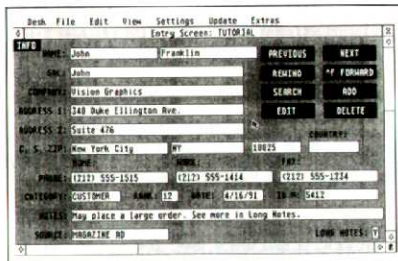 Desk File Edit View Settings Update Extras
Entry Screen: TUTORIAL
INFO NAME: John Franklin PREVIOUS NEXT
SAL: John REWIND *F FORWARD
COMPANY: Vision Graphics SEARCH ADD
ADDRESS 1: 340 Duke Ellington Ave. EDIT DELETE
ADDRESS 2: Suite 476 COUNTRY:
C. S. ZIP: New York City NY 10025
HOME: WORK: FAX:
PHONE: (212) 555-1515 (212) 555-1414 (212) 555-1234
CATEGORY: CUSTOMER RANK: 12 DATE: 4/16/91 ID #: 5412
NOTES: May place a large order. See more in Long Notes.
SOURCE: MAGAZINE AD LONG NOTES: Y